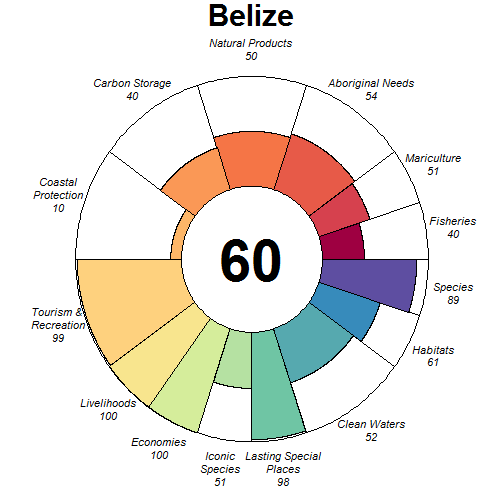 Belize
Natural Products
50
Carbon Storage
40
Aboriginal Needs
54
Mariculture
51
Coastal
Protection
10
Fisheries
40
60
Species
89
Tourism &
Recreation
99
Habitats
61
Livelihoods
100
Clean Waters
52
Economies
100
Iconic
Species
51
Lasting Special
Places
98